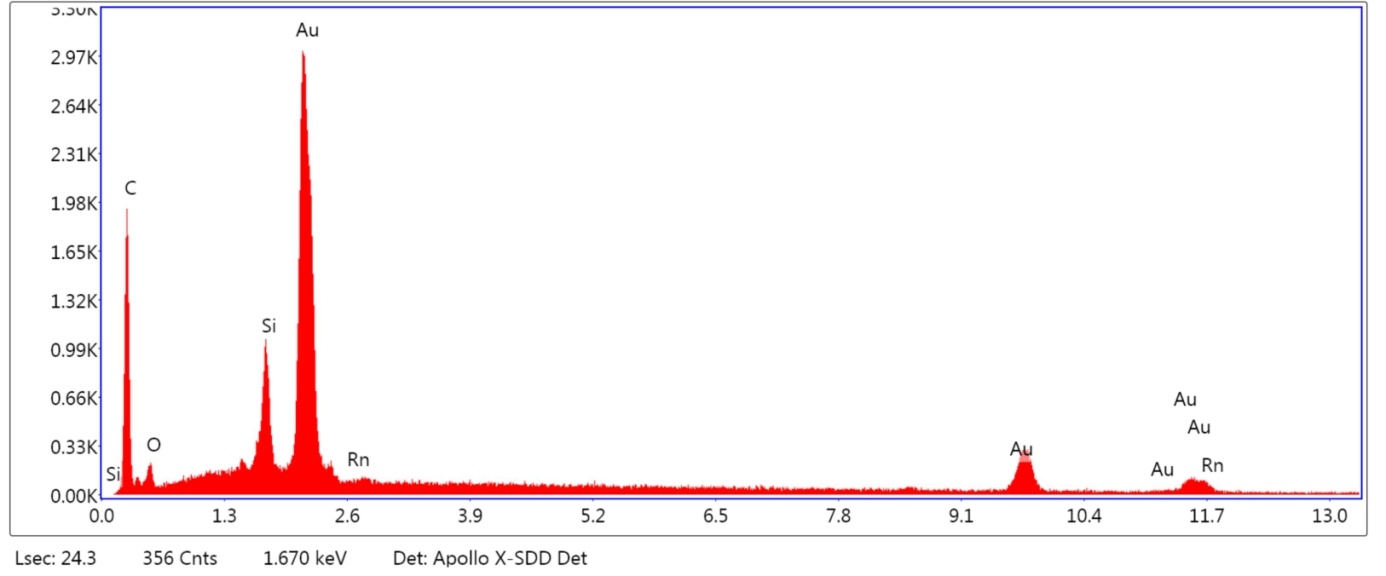 3.30K
Au
2.97K
2.64K
2.31K
C
1.98K
1.65K
1.32K
Si
0.99K
Au
0.66K
Au
O
Au
0.33K
Rn
Au
Rn
Si
0.00K
0.0 1.3 2.6 3.9 5.2 6.5 7.8 9.1 10.4 11.7 13.0
Lsec: 24.3 356 Cnts 1.670 keV Det: Apollo X-SDD Det